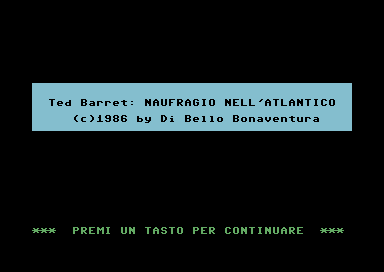 Ted Barret: NAUFRAGIO NELL'ATLANTICO
(c)1986 by Di Bello Bonaventura
*** PREMI UN TASTO PER CONTINUARE ***